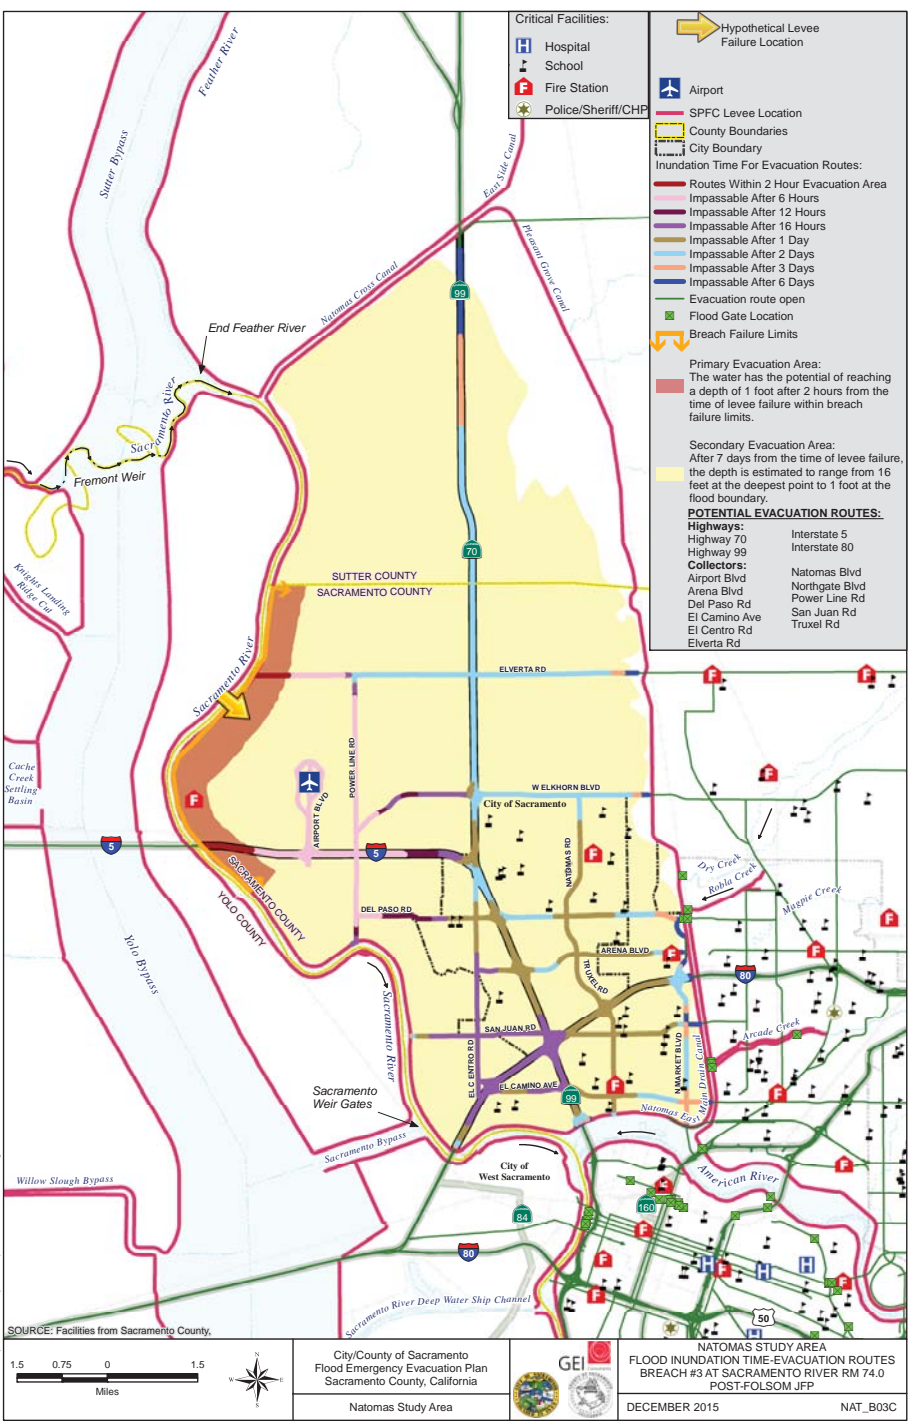 Critical Facilities:
H Hospital
School
F Fire Station
Police/Sheriff/CHP
Hypothetical Levee
Failure Location
Airport
SPFC Levee Location
County Boundaries
City Boundary
Inundation Time For Evacuation Routes:
Routes Within 2 Hour Evacuation Area
Impassable After 6 Hours
Impassable After 12 Hours
Impassable After 16 Hours
Impassable After 1 Day
Impassable After 2 Days
Impassable After 3 Days
Impassable After 6 Days
Evacuation route open
Flood Gate Location
Breach Failure Limits
Primary Evacuation Area:
The water has the potential of reaching
a depth of 1 foot after 2 hours from the
time of levee failure within breach
failure limits.
Secondary Evacuation Area:
After 7 days from the time of levee failure,
the depth is estimated to range from 16
feet at the deepest point to 1 foot at the
flood boundary.
POTENTIAL EVACUATION ROUTES:
Highways:
Highway 70
Highway 99
Interstate 5
Interstate 80
Collectors:
Airport Blvd
Arena Blvd
Del Paso Rd
El Camino Ave
El Centro Rd
Elverta Rd
Natomas Blvd
Northgate Blvd
Power Line Rd
San Juan Rd
Truxel Rd
Feather River
Sutter Bypass
East Side Canal
Pleasant Grove Canal
Natomas Cross Canal
99
End Feather River
Sacramento River
Fremont Weir
70
Knights Landing
Ridge Cut
SUTTER COUNTY
SACRAMENTO COUNTY
Sacramento River
ELVERTA RD
POWER LINE RD
AIRPORT BLVD
Cache
Creek
Settling
Basin
W ELKHORN BLVD
City of Sacramento
NATOMAS RD
5
5
SACRAMENTO COUNTY
YOLO COUNTY
DEL PASO RD
Dry Creek
Robla Creek
Magpie Creek
ARENA BLVD
TRUXEL RD
80
Yolo Bypass
Sacramento River
SAN JUAN RD
EL CENTRO RD
EL CAMINO AVE
N MARKET BLVD
Main Drain Canal
Natomas East
Arcade Creek
99
Sacramento
Weir Gates
Sacramento Bypass
City of
West Sacramento
Willow Slough Bypass
American River
84
160
80
50
Sacramento River Deep Water Ship Channel
SOURCE: Facilities from Sacramento County,
1.5 0.75 0 1.5
Miles
N
W E
S
City/County of Sacramento
Flood Emergency Evacuation Plan
Sacramento County, California
Natomas Study Area
GEI
NATOMAS STUDY AREA
FLOOD INUNDATION TIME-EVACUATION ROUTES
BREACH #3 AT SACRAMENTO RIVER RM 74.0
POST-FOLSOM JFP
DECEMBER 2015 NAT_B03C